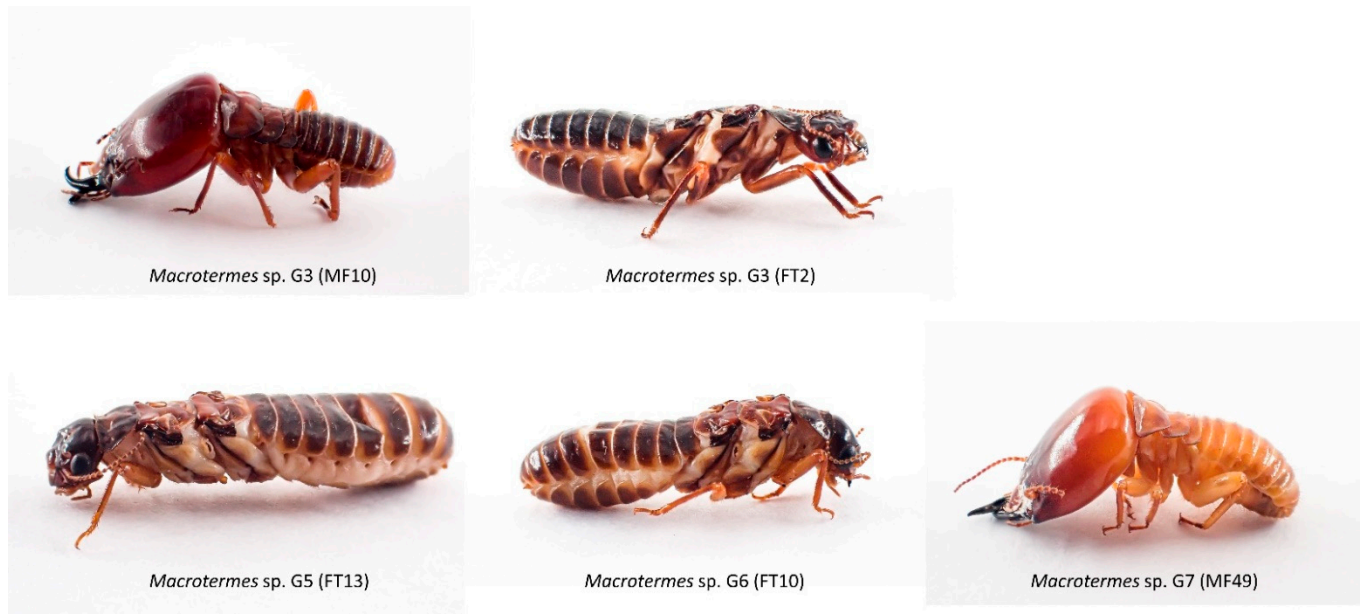 Macrotermes sp. G3 (MF10)
Macrotermes sp. G3 (FT2)
Macrotermes sp. G5 (FT13)
Macrotermes sp. G6 (FT10)
Macrotermes sp. G7 (MF49)